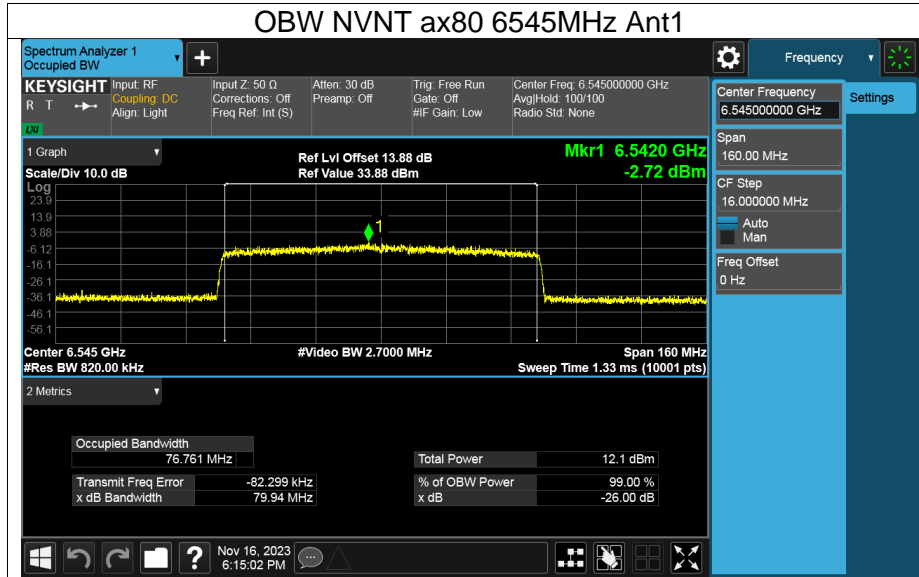 OBW NVNT ax80 6545MHz Ant1
Spectrum Analyzer 1
Occupied BW
Frequency
KEYSIGHT
R T
LXI
Input: RF
Coupling: DC
Align: Light
Input Z: 50 Ω
Corrections: Off
Freq Ref: Int (S)
Atten: 30 dB
Preamp: Off
Trig: Free Run
Gate: Off
#IF Gain: Low
Center Freq: 6.545000000 GHz
Avg|Hold: 100/100
Radio Std: None
Center Frequency
6.545000000 GHz
Settings
Span
160.00 MHz
CF Step
16.000000 MHz
Auto
Man
Freq Offset
0 Hz
1 Graph
Scale/Div 10.0 dB
Ref Lvl Offset 13.88 dB
Ref Value 33.88 dBm
Mkr1 6.5420 GHz
-2.72 dBm
Log
23.9
13.9
3.88
-6.12
-16.1
-26.1
-36.1
-46.1
-56.1
1
Center 6.545 GHz
#Res BW 820.00 kHz
#Video BW 2.7000 MHz
Span 160 MHz
Sweep Time 1.33 ms (10001 pts)
2 Metrics
Occupied Bandwidth
76.761 MHz
Total Power 12.1 dBm
Transmit Freq Error -82.299 kHz
% of OBW Power 99.00 %
x dB Bandwidth 79.94 MHz
x dB -26.00 dB
Nov 16, 2023
6:15:02 PM